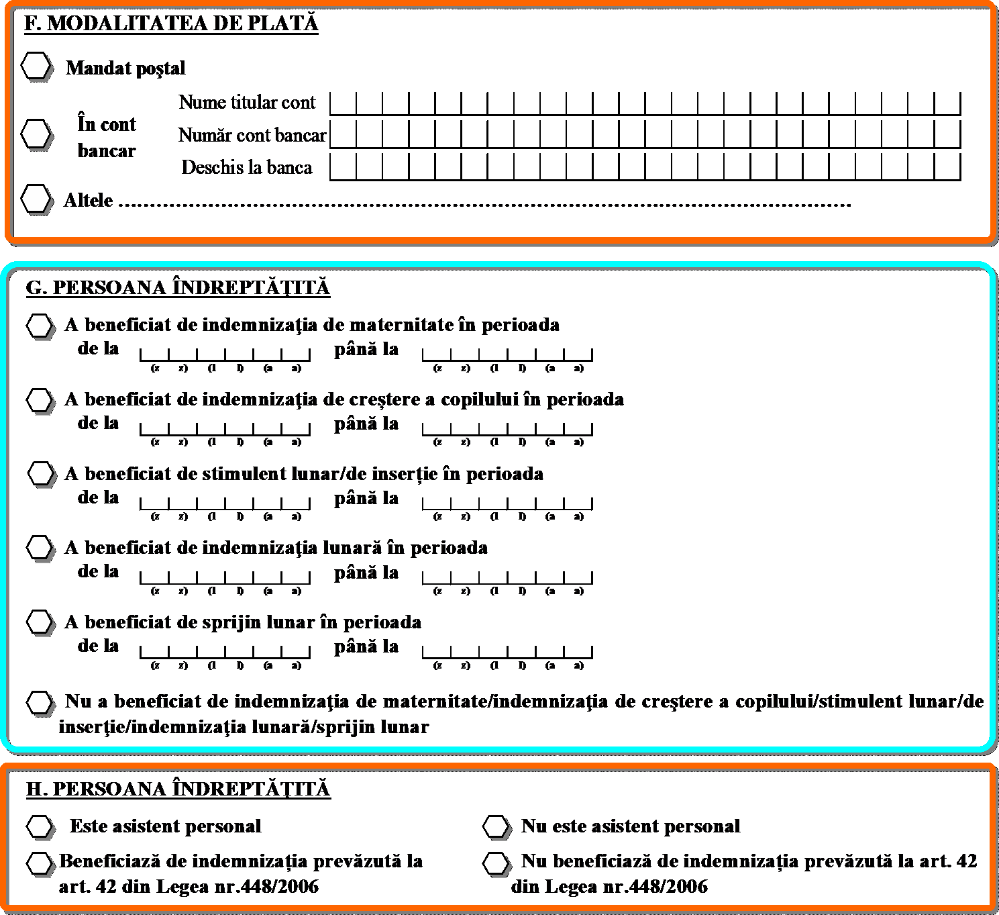 F. MODALITATEA DE PLATĂ
Mandat poştal
Nume titular cont
În cont
bancar
Număr cont bancar
Deschis la banca
Altele ........................................................................................................
G. PERSOANA ÎNDREPTĂŢITĂ
A beneficiat de indemnizaţia de maternitate în perioada
de la până la
(z z) (l l) (a a) (z z) (l l) (a a)
A beneficiat de indemnizaţia de creștere a copilului în perioada
de la până la
(z z) (l l) (a a) (z z) (l l) (a a)
A beneficiat de stimulent lunar/de inserție în perioada
de la până la
(z z) (l l) (a a) (z z) (l l) (a a)
A beneficiat de indemnizaţia lunară în perioada
de la până la
(z z) (l l) (a a) (z z) (l l) (a a)
A beneficiat de sprijin lunar în perioada
de la până la
(z z) (l l) (a a) (z z) (l l) (a a)
Nu a beneficiat de indemnizaţia de maternitate/indemnizaţia de creştere a copilului/stimulent lunar/de
inserţie/indemnizaţia lunară/sprijin lunar
H. PERSOANA ÎNDREPTĂŢITĂ
Este asistent personal Nu este asistent personal
Beneficiază de indemnizația prevăzută la Nu beneficiază de indemnizația prevăzută la art. 42
art. 42 din Legea nr.448/2006 din Legea nr.448/2006